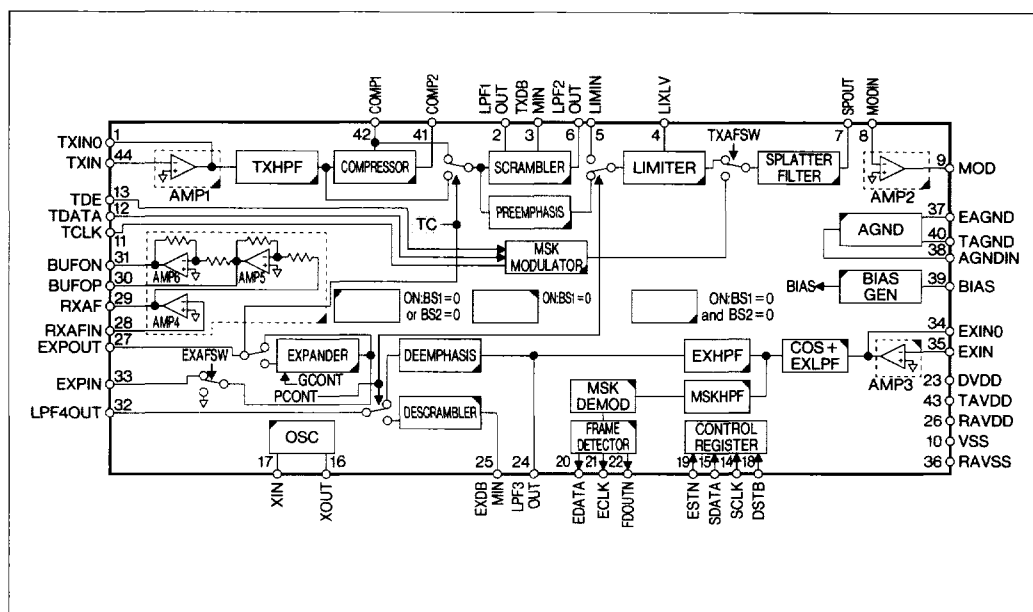 COMP1
COMP2
LPF1
OUT
TXDB
MIN
LPF2
OUT
LIMIN
LIXLV
SPOUT
MODIN
42
41
2
3
6
5
4
TXAFSW
7
8
TXIN0
1
TXIN
44
AMP1
TXHPF
COMPRESSOR
SCRAMBLER
LIMITER
SPLATTER
FILTER
AMP2
9
MOD
TDE
13
TDATA
12
TCLK
11
TC
PREEMPHASIS
MSK
MODULATOR
AGND
37
EAGND
40
TAGND
38
AGNDIN
BUFON
31
BUFOP
30
RXAF
29
RXAFIN
28
AMP6
AMP5
AMP4
ON:BS1=0
or BS2=0
ON:BS1=0
ON:BS1=0
and BS2=0
BIAS
BIAS
GEN
39
BIAS
EXPOUT
27
EXPIN
33
LPF4OUT
32
EXAFSW
EXPANDER
GCONT
PCONT
DEEMPHASIS
DESCRAMBLER
EXHPF
MSKHPF
COS+
EXLPF
AMP3
34
EXIN0
35
EXIN
23
DVDD
43
TAVDD
26
RAVDD
10
VSS
36
RAVSS
MSK
DEMOD
FRAME
DETECTOR
CONTROL
REGISTER
OSC
17
16
25
24
20
21
22
19
15
14
18
XIN
XOUT
EXDB
MIN
LPF3
OUT
EDATA
ECLK
FDOUTN
ESTN
SDATA
SCLK
DSTB